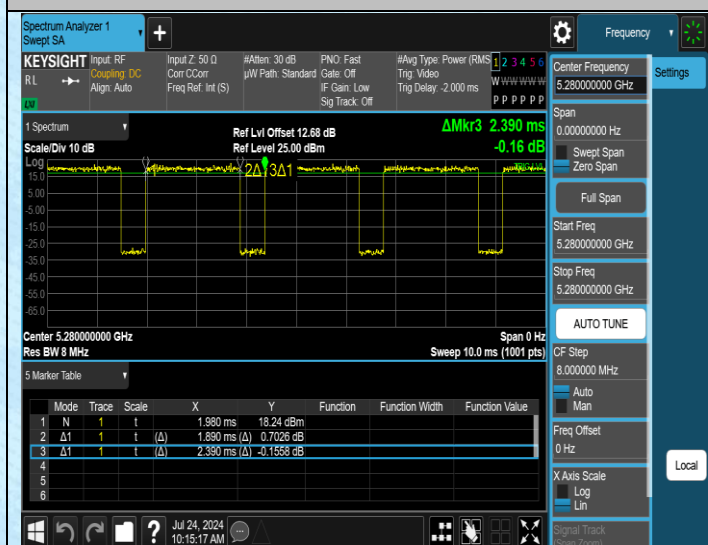 Spectrum Analyzer 1
Swept SA
+
Frequency
KEYSIGHT Input: RF
RL Coupling: DC
Align: Auto
LXI
Input Z: 50 Ω
Corr CCorr
Freq Ref: Int (S)
#Atten: 30 dB
µW Path: Standard
PNO: Fast
Gate: Off
IF Gain: Low
Sig Track: Off
#Avg Type: Power (RMS
Trig: Video
Trig Delay: -2.000 ms
1 2 3 4 5 6
W W W W W W
P P P P P P
Center Frequency
5.280000000 GHz
Settings
Span
0.00000000 Hz
Swept Span
Zero Span
Full Span
Start Freq
5.280000000 GHz
Stop Freq
5.280000000 GHz
AUTO TUNE
CF Step
8.000000 MHz
Auto
Man
Freq Offset
0 Hz
X Axis Scale
Log
Lin
Signal Track
(Span Zoom)
Local
1 Spectrum
Scale/Div 10 dB
Ref Lvl Offset 12.68 dB
Ref Level 25.00 dBm
ΔMkr3 2.390 ms
-0.16 dB
Log
15.0
5.00
-5.00
-15.0
-25.0
-35.0
-45.0
-55.0
-65.0
2Δ1 3Δ1
Center 5.280000000 GHz
Res BW 8 MHz
Span 0 Hz
Sweep 10.0 ms (1001 pts)
5 Marker Table
Mode Trace Scale X Y Function Function Width Function Value
1 N 1 t 1.980 ms 18.24 dBm
2 Δ1 1 t (Δ) 1.890 ms (Δ) 0.7026 dB
3 Δ1 1 t (Δ) 2.390 ms (Δ) -0.1558 dB
4
5
6
?
Jul 24, 2024
10:15:17 AM